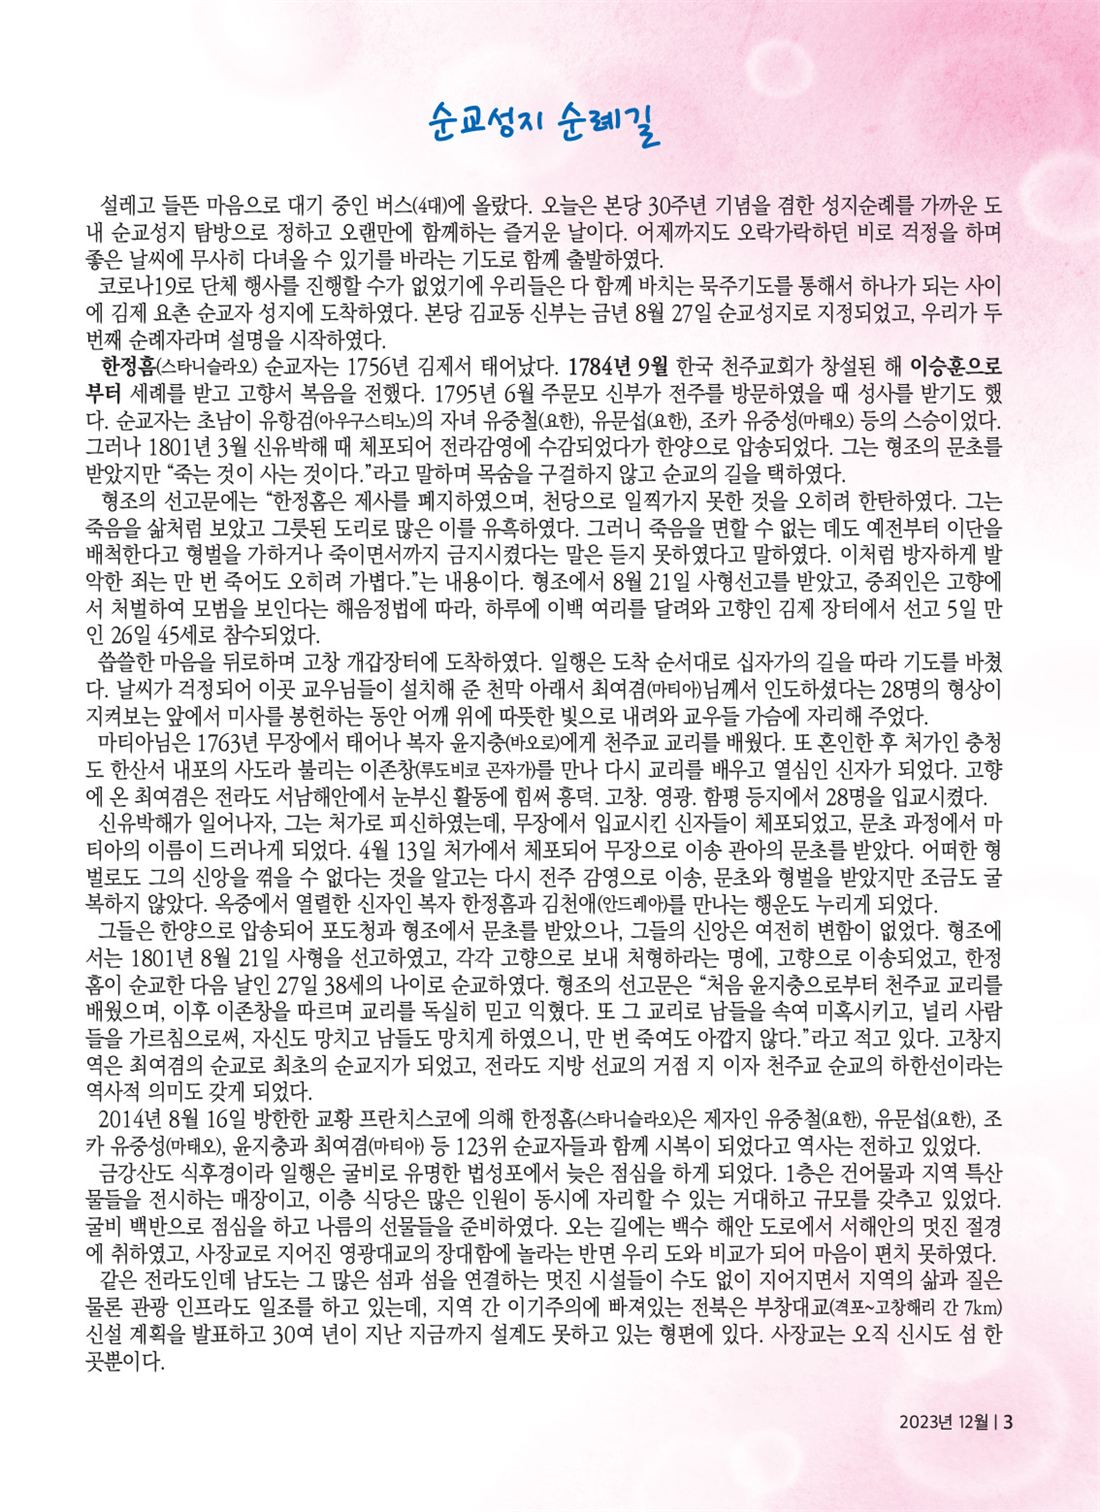 순교성지 순례길
설레고 들뜬 마음으로 대기 중인 버스(4대)에 올랐다. 오늘은 본당 30주년 기념을 겸한 성지순례를 가까운 도
내 순교성지 탐방으로 정하고 오랜만에 함께하는 즐거운 날이다. 어제까지도 오락가락하던 비로 걱정을 하며
좋은 날씨에 무사히 다녀올 수 있기를 바라는 기도로 함께 출발하였다.
코로나19로 단체 행사를 진행할 수가 없었기에 우리들은 다 함께 바치는 묵주기도를 통해서 하나가 되는 사이
에 김제 요촌 순교자 성지에 도착하였다. 본당 김교동 신부는 금년 8월 27일 순교성지로 지정되었고, 우리가 두
번째 순례자라며 설명을 시작하였다.
한정흠(스타니슬라오) 순교자는 1756년 김제서 태어났다. 1784년 9월 한국 천주교회가 창설된 해 이승훈으로
부터 세례를 받고 고향서 복음을 전했다. 1795년 6월 주문모 신부가 전주를 방문하였을 때 성사를 받기도 했
다. 순교자는 초남이 유항검(아우구스티노)의 자녀 유중철(요한), 유문섭(요한), 조카 유중성(마태오) 등의 스승이었다.
그러나 1801년 3월 신유박해 때 체포되어 전라감영에 수감되었다가 한양으로 압송되었다. 그는 형조의 문초를
받았지만 “죽는 것이 사는 것이다.”라고 말하며 목숨을 구걸하지 않고 순교의 길을 택하였다.
형조의 선고문에는 “한정흠은 제사를 폐지하였으며, 천당으로 일찍가지 못한 것을 오히려 한탄하였다. 그는
죽음을 삶처럼 보았고 그릇된 도리로 많은 이를 유혹하였다. 그러니 죽음을 면할 수 없는 데도 예전부터 이단을
배척한다고 형벌을 가하거나 죽이면서까지 금지시켰다는 말은 듣지 못하였다고 말하였다. 이처럼 방자하게 발
악한 죄는 만 번 죽어도 오히려 가볍다.”는 내용이다. 형조에서 8월 21일 사형선고를 받았고, 중죄인은 고향에
서 처벌하여 모범을 보인다는 해음정법에 따라, 하루에 이백 여리를 달려와 고향인 김제 장터에서 선고 5일 만
인 26일 45세로 참수되었다.
씁쓸한 마음을 뒤로하며 고창 개갑장터에 도착하였다. 일행은 도착 순서대로 십자가의 길을 따라 기도를 바쳤
다. 날씨가 걱정되어 이곳 교우님들이 설치해 준 천막 아래서 최여겸(마티아)님께서 인도하셨다는 28명의 형상이
지켜보는 앞에서 미사를 봉헌하는 동안 어깨 위에 따뜻한 빛으로 내려와 교우들 가슴에 자리해 주었다.
마티아님은 1763년 무장에서 태어나 복자 윤지충(바오로)에게 천주교 교리를 배웠다. 또 혼인한 후 처가인 충청
도 한산서 내포의 사도라 불리는 이존창(루도비코 곤자가)를 만나 다시 교리를 배우고 열심인 신자가 되었다. 고향
에 온 최여겸은 전라도 서남해안에서 눈부신 활동에 힘써 흥덕. 고창. 영광. 함평 등지에서 28명을 입교시켰다.
신유박해가 일어나자, 그는 처가로 피신하였는데, 무장에서 입교시킨 신자들이 체포되었고, 문초 과정에서 마
티아의 이름이 드러나게 되었다. 4월 13일 처가에서 체포되어 무장으로 이송 관아의 문초를 받았다. 어떠한 형
벌로도 그의 신앙을 꺾을 수 없다는 것을 알고는 다시 전주 감영으로 이송, 문초와 형벌을 받았지만 조금도 굴
복하지 않았다. 옥중에서 열렬한 신자인 복자 한정흠과 김천애(안드레아)를 만나는 행운도 누리게 되었다.
그들은 한양으로 압송되어 포도청과 형조에서 문초를 받았으나, 그들의 신앙은 여전히 변함이 없었다. 형조에
서는 1801년 8월 21일 사형을 선고하였고, 각각 고향으로 보내 처형하라는 명에, 고향으로 이송되었고, 한정
흠이 순교한 다음 날인 27일 38세의 나이로 순교하였다. 형조의 선고문은 “처음 윤지충으로부터 천주교 교리를
배웠으며, 이후 이존창을 따르며 교리를 독실히 믿고 익혔다. 또 그 교리로 남들을 속여 미혹시키고, 널리 사람
들을 가르침으로써, 자신도 망치고 남들도 망치게 하였으니, 만 번 죽여도 아깝지 않다.”라고 적고 있다. 고창지
역은 최여겸의 순교로 최초의 순교지가 되었고, 전라도 지방 선교의 거점 지 이자 천주교 순교의 하한선이라는
역사적 의미도 갖게 되었다.
2014년 8월 16일 방한한 교황 프란치스코에 의해 한정흠(스타니슬라오)은 제자인 유중철(요한), 유문섭(요한), 조
카 유중성(마태오), 윤지충과 최여겸(마티아) 등 123위 순교자들과 함께 시복이 되었다고 역사는 전하고 있었다.
금강산도 식후경이라 일행은 굴비로 유명한 법성포에서 늦은 점심을 하게 되었다. 1층은 건어물과 지역 특산
물들을 전시하는 매장이고, 이층 식당은 많은 인원이 동시에 자리할 수 있는 거대하고 규모를 갖추고 있었다.
굴비 백반으로 점심을 하고 나름의 선물들을 준비하였다. 오는 길에는 백수 해안 도로에서 서해안의 멋진 절경
에 취하였고, 사장교로 지어진 영광대교의 장대함에 놀라는 반면 우리 도와 비교가 되어 마음이 편치 못하였다.
같은 전라도인데 남도는 그 많은 섬과 섬을 연결하는 멋진 시설들이 수도 없이 지어지면서 지역의 삶과 질은
물론 관광 인프라도 일조를 하고 있는데, 지역 간 이기주의에 빠져있는 전북은 부창대교(격포~고창해리 간 7km)
신설 계획을 발표하고 30여 년이 지난 지금까지 설계도 못하고 있는 형편에 있다. 사장교는 오직 신시도 섬 한
곳뿐이다.
2023년 12월 | 3